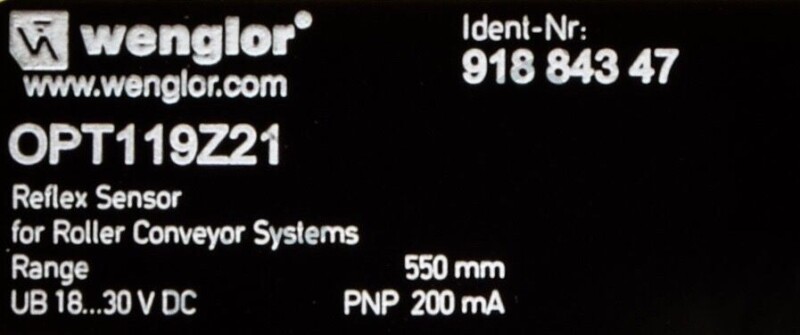 wenglor®
www.wenglor.com
Ident-Nr:
918 843 47
OPT119Z21
Reflex Sensor
for Roller Conveyor Systems
Range 550 mm
UB 18...30 V DC PNP 200 mA